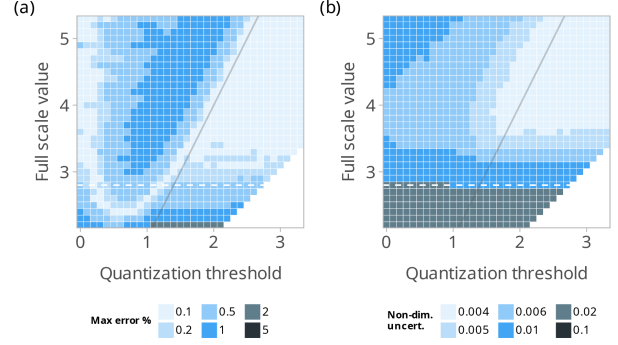 (a)
Full scale value
5
4
3
0
1
2
3
Quantization threshold
Max error %
0.1
0.5
2
0.2
1
5
(b)
Full scale value
5
4
3
0
1
2
3
Quantization threshold
Non-dim.
uncert.
0.004
0.006
0.02
0.005
0.01
0.1